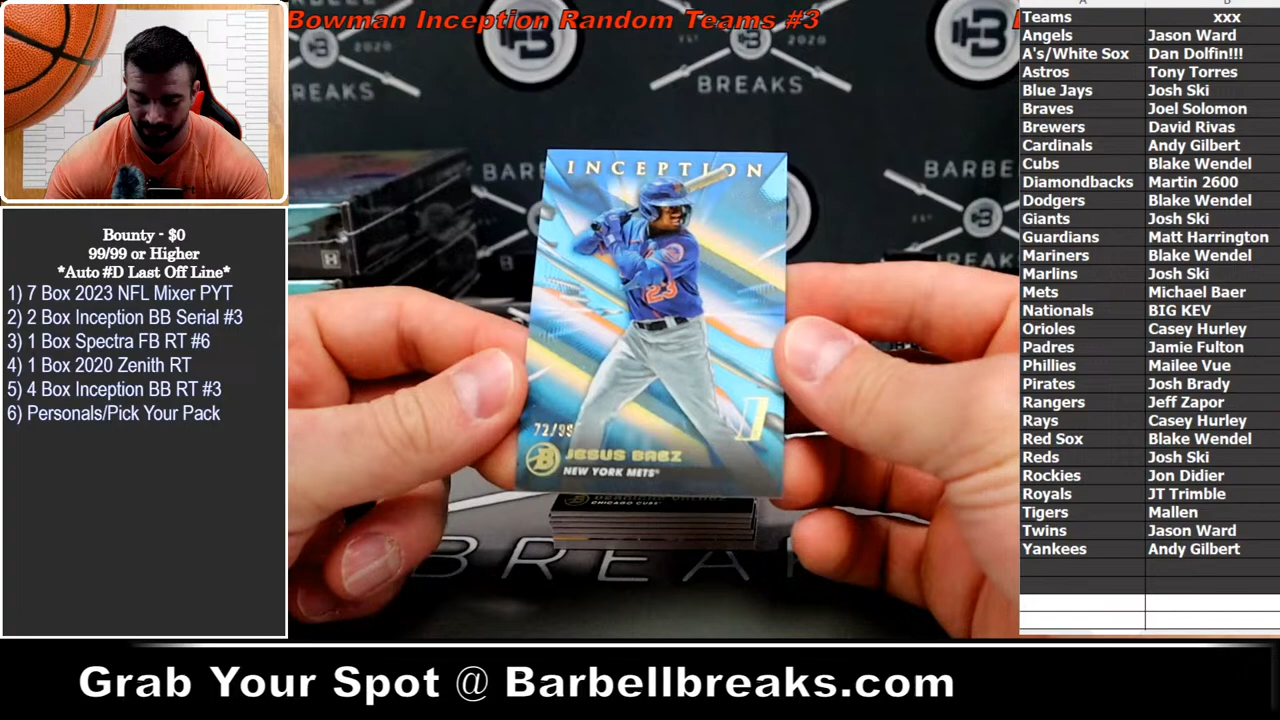 Bowman Inception Random Teams #3
2020
2020
BREAKS
BREAKS
BARB
BARBELL
Bounty - $0
99/99 or Higher
*Auto #D Last Off Line*
1) 7 Box 2023 NFL Mixer PYT
2) 2 Box Inception BB Serial #3
3) 1 Box Spectra FB RT #6
4) 1 Box 2020 Zenith RT
5) 4 Box Inception BB RT #3
6) Personals/Pick Your Pack
INCEPTION
23
72/99
JESUS BAEZ
NEW YORK METS
CHICAGO CUBS
BREA
Teams xxx
Angels Jason Ward
A's/White Sox Dan Dolfin!!!
Astros Tony Torres
Blue Jays Josh Ski
Braves Joel Solomon
Brewers David Rivas
Cardinals Andy Gilbert
Cubs Blake Wendel
Diamondbacks Martin 2600
Dodgers Blake Wendel
Giants Josh Ski
Guardians Matt Harrington
Mariners Blake Wendel
Marlins Josh Ski
Mets Michael Baer
Nationals BIG KEV
Orioles Casey Hurley
Padres Jamie Fulton
Phillies Mailee Vue
Pirates Josh Brady
Rangers Jeff Zapor
Rays Casey Hurley
Red Sox Blake Wendel
Reds Josh Ski
Rockies Jon Didier
Royals JT Trimble
Tigers Mallen
Twins Jason Ward
Yankees Andy Gilbert
Grab Your Spot @ Barbellbreaks.com